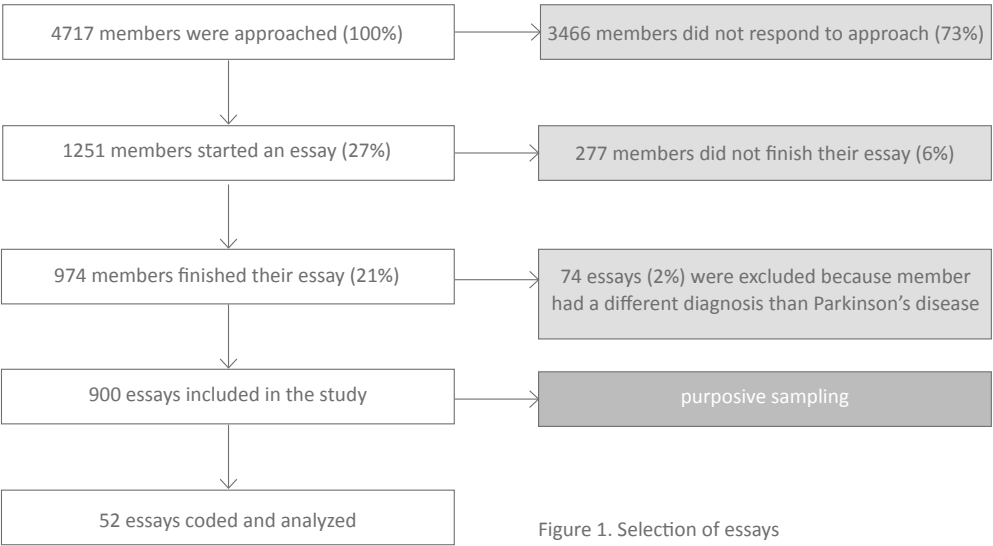 4717 members were approached (100%)
3466 members did not respond to approach (73%)
1251 members started an essay (27%)
277 members did not finish their essay (6%)
974 members finished their essay (21%)
74 essays (2%) were excluded because member
had a different diagnosis than Parkinson’s disease
900 essays included in the study
purposive sampling
52 essays coded and analyzed
Figure 1. Selection of essays